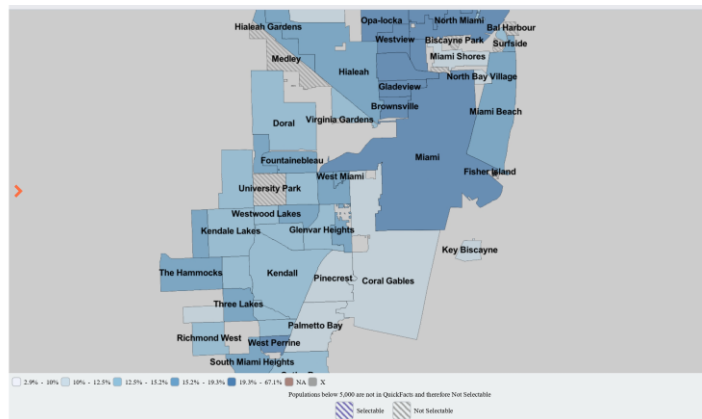 Hialeah Gardens
Opa-locka
North Miami
Bal Harbour
Westview
Biscayne Park
Surfside
Medley
Miami Shores
Hialeah
North Bay Village
Gladeview
Brownsville
Miami Beach
Virginia Gardens
Doral
Miami
Fountainebleau
Fisher Island
West Miami
University Park
Westwood Lakes
Kendale Lakes
Glenvar Heights
Key Biscayne
The Hammocks
Kendall
Pinecrest
Coral Gables
Three Lakes
Palmetto Bay
Richmond West
West Perrine
South Miami Heights
2.9% - 10% 10% - 12.5% 12.5% - 15.2% 15.2% - 19.3% 19.3% - 67.1% NA X
Populations below 5,000 are not in QuickFacts and therefore Not Selectable
Selectable Not Selectable